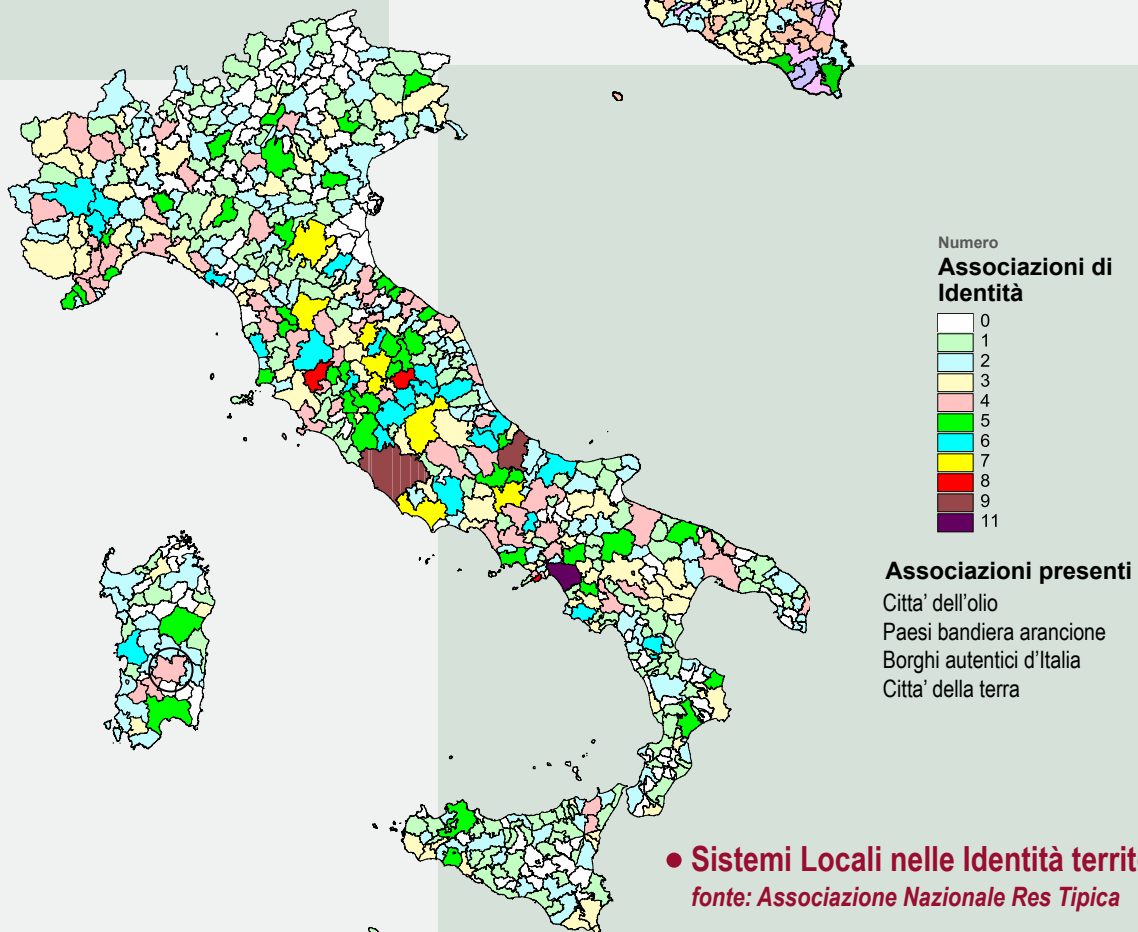 Numero
Associazioni di
Identità
0
1
2
3
4
5
6
7
8
9
11
Associazioni presenti
Citta' dell'olio
Paesi bandiera arancione
Borghi autentici d'Italia
Citta' della terra
• Sistemi Locali nelle Identità territ
fonte: Associazione Nazionale Res Tipica